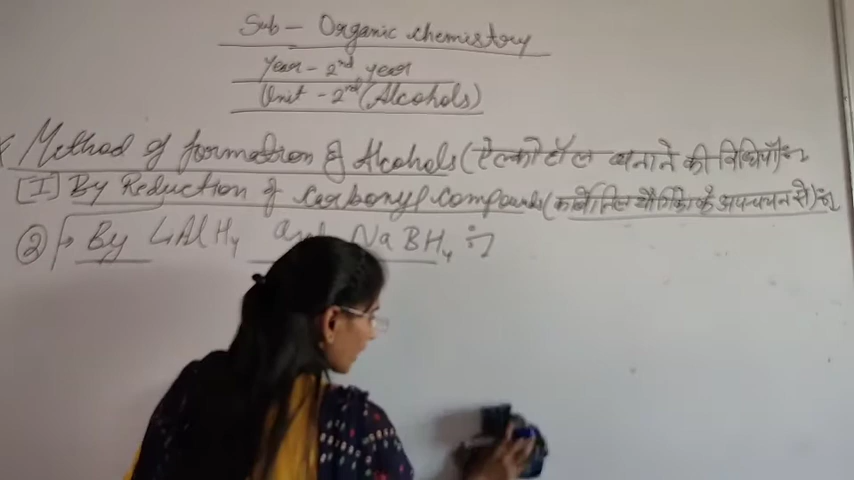 Sub - Organic chemistry
Year - 2nd year
Unit - 2nd (Alcohols)
* Method of formation of Alcohols (ऐल्कोहॉल बनाने की विधियाँ):-
[I] By Reduction of Carbonyl Compounds (कार्बोनिल यौगिकों के अपचयन से):-
② By LiAlH4 and NaBH4 :-